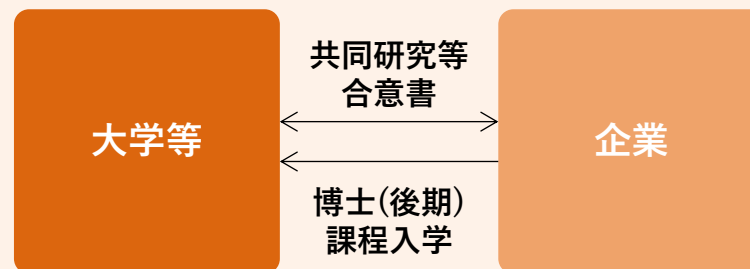 大学等
共同研究等
合意書
博士(後期)
課程入学
企業